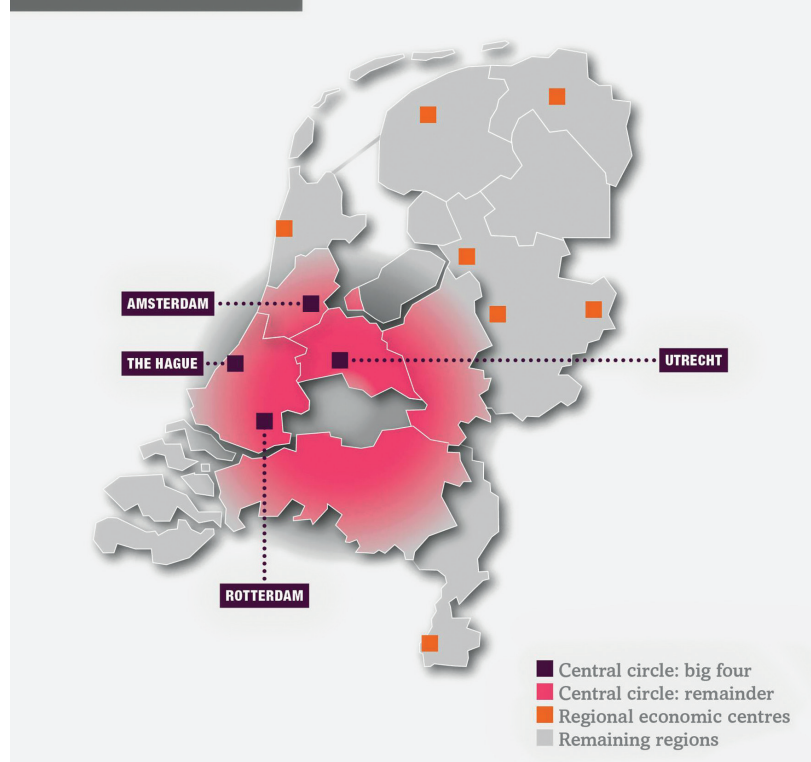 AMSTERDAM
THE HAGUE
UTRECHT
ROTTERDAM
Central circle: big four
Central circle: remainder
Regional economic centres
Remaining regions